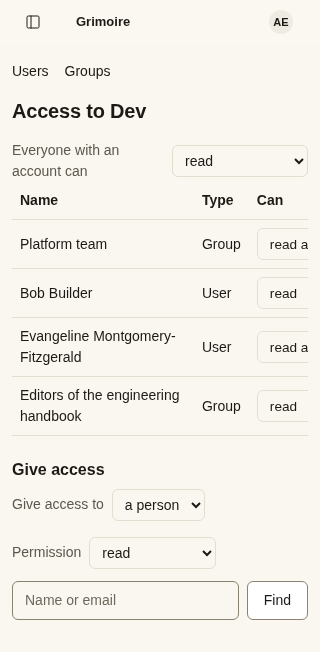 Grimoire
AE
Users Groups
Access to Dev
Everyone with an
account can
read
Name Type Can
Platform team Group read a
Bob Builder User read
Evangeline Montgomery-
Fitzgerald
User read a
Editors of the engineering
handbook
Group read
Give access
Give access to a person
Permission read
Name or email Find